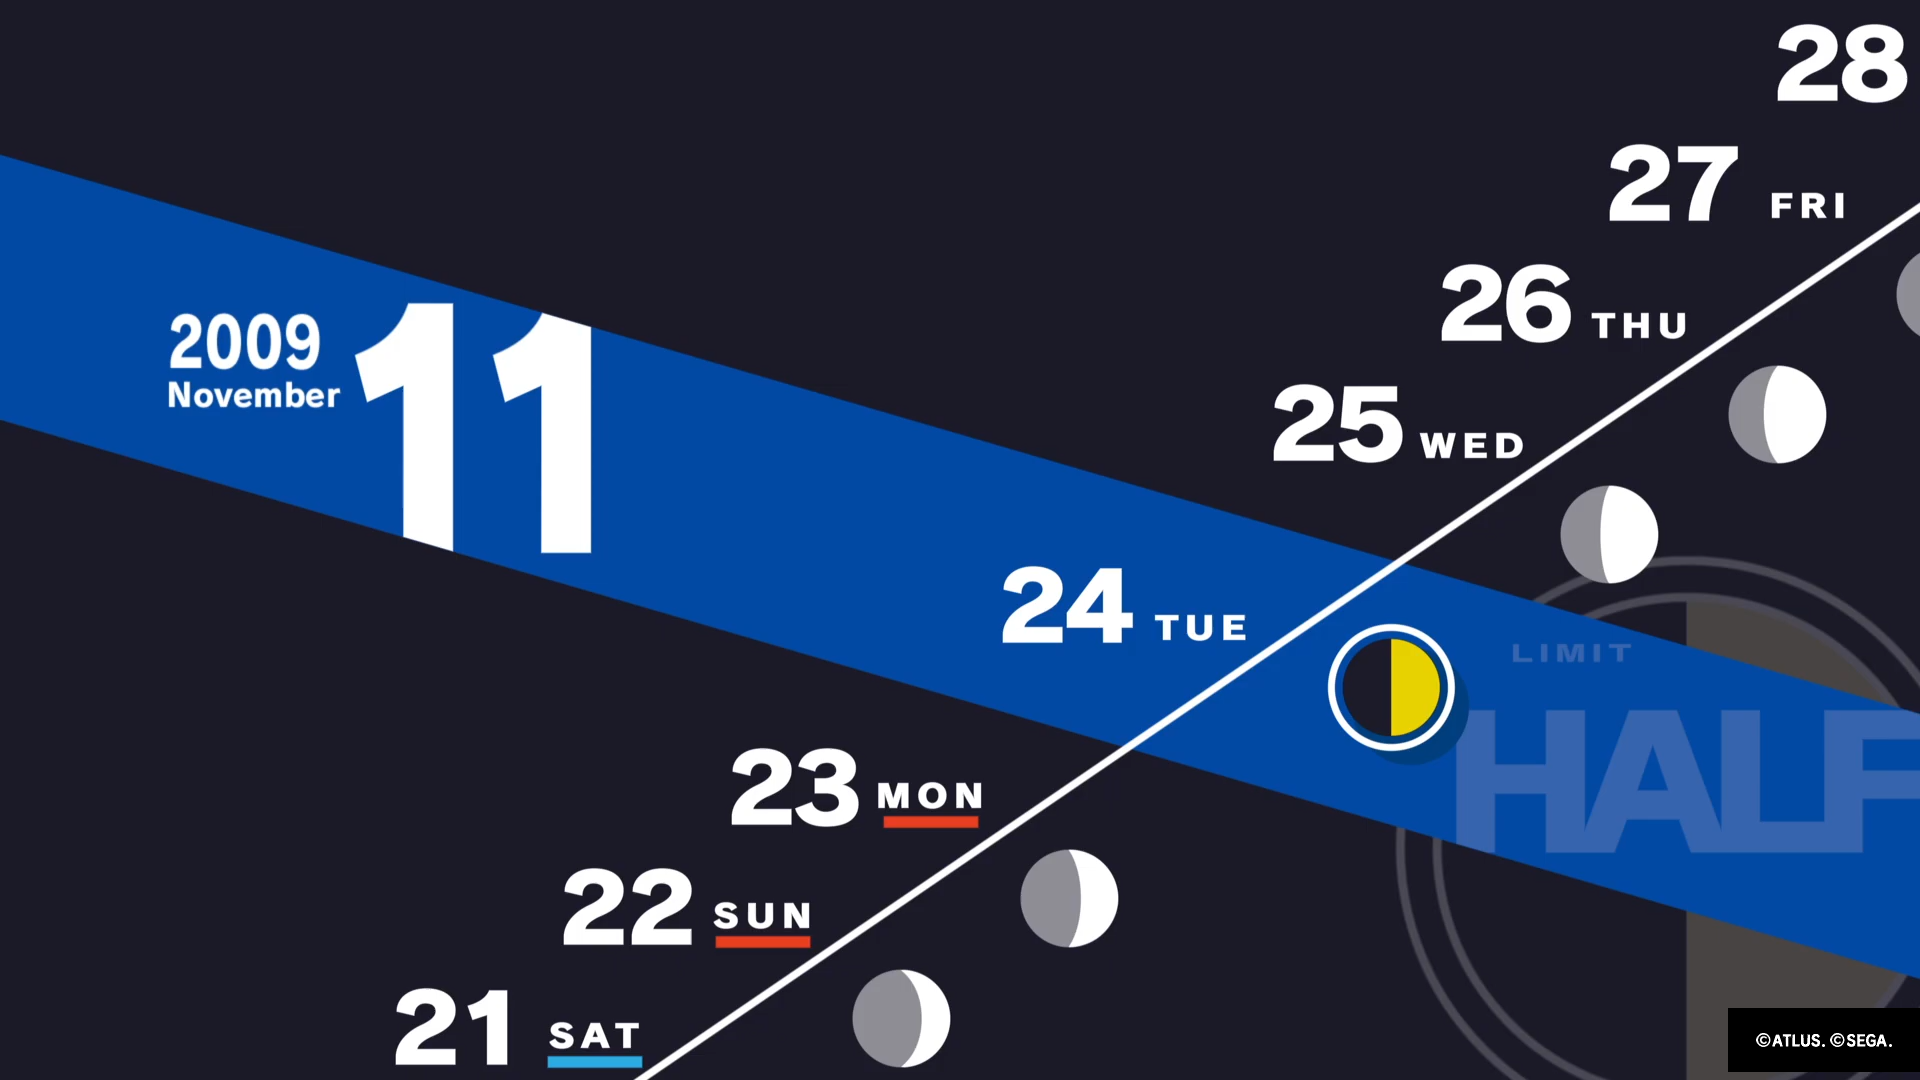 28
27 FRI
26 THU
25 WED
2009
November
11
24 TUE
LIMIT
HALF
23 MON
22 SUN
21 SAT
©ATLUS. ©SEGA.